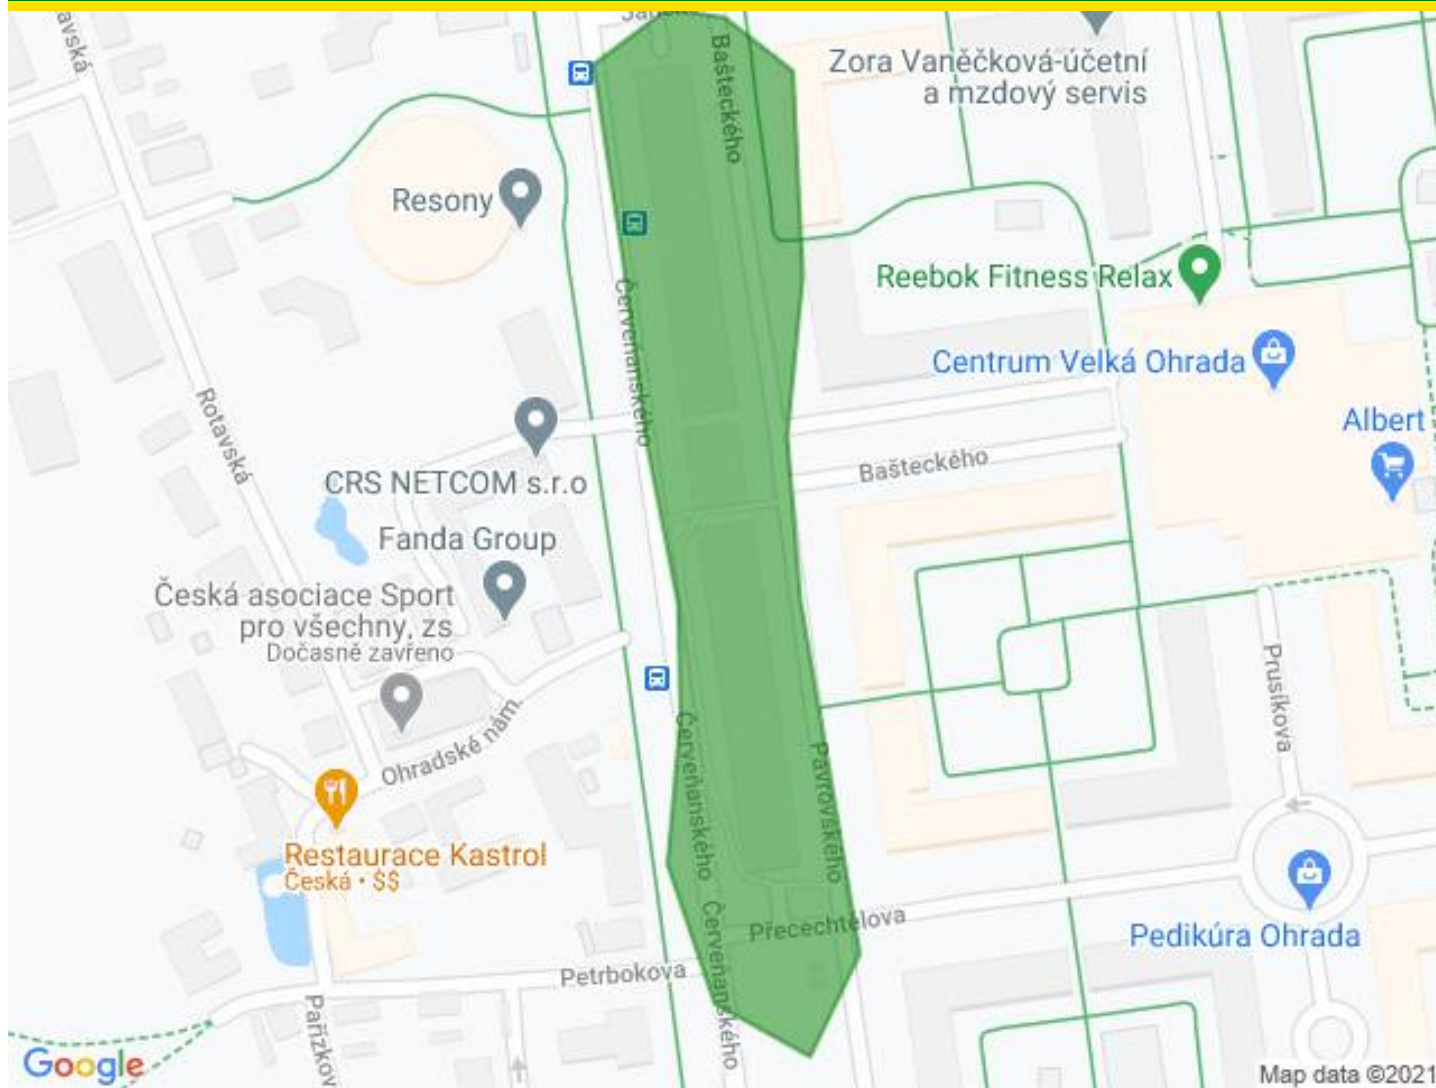 Bašteckého
Zora Vaněčková-účetní
a mzdový servis
Resony
Reebok Fitness Relax
Červeňanského
Centrum Velká Ohrada
Rotavská
Albert
Bašteckého
CRS NETCOM s.r.o
Fanda Group
Česká asociace Sport
pro všechny, zs
Dočasně zavřeno
Prusíkova
Ohradské nám.
Červeňanského
Pavrovského
Restaurace Kastrol
Česká • $$
Přecechtělova
Pedikúra Ohrada
Petrbokova
Červeňanského
Google
Map data ©2021